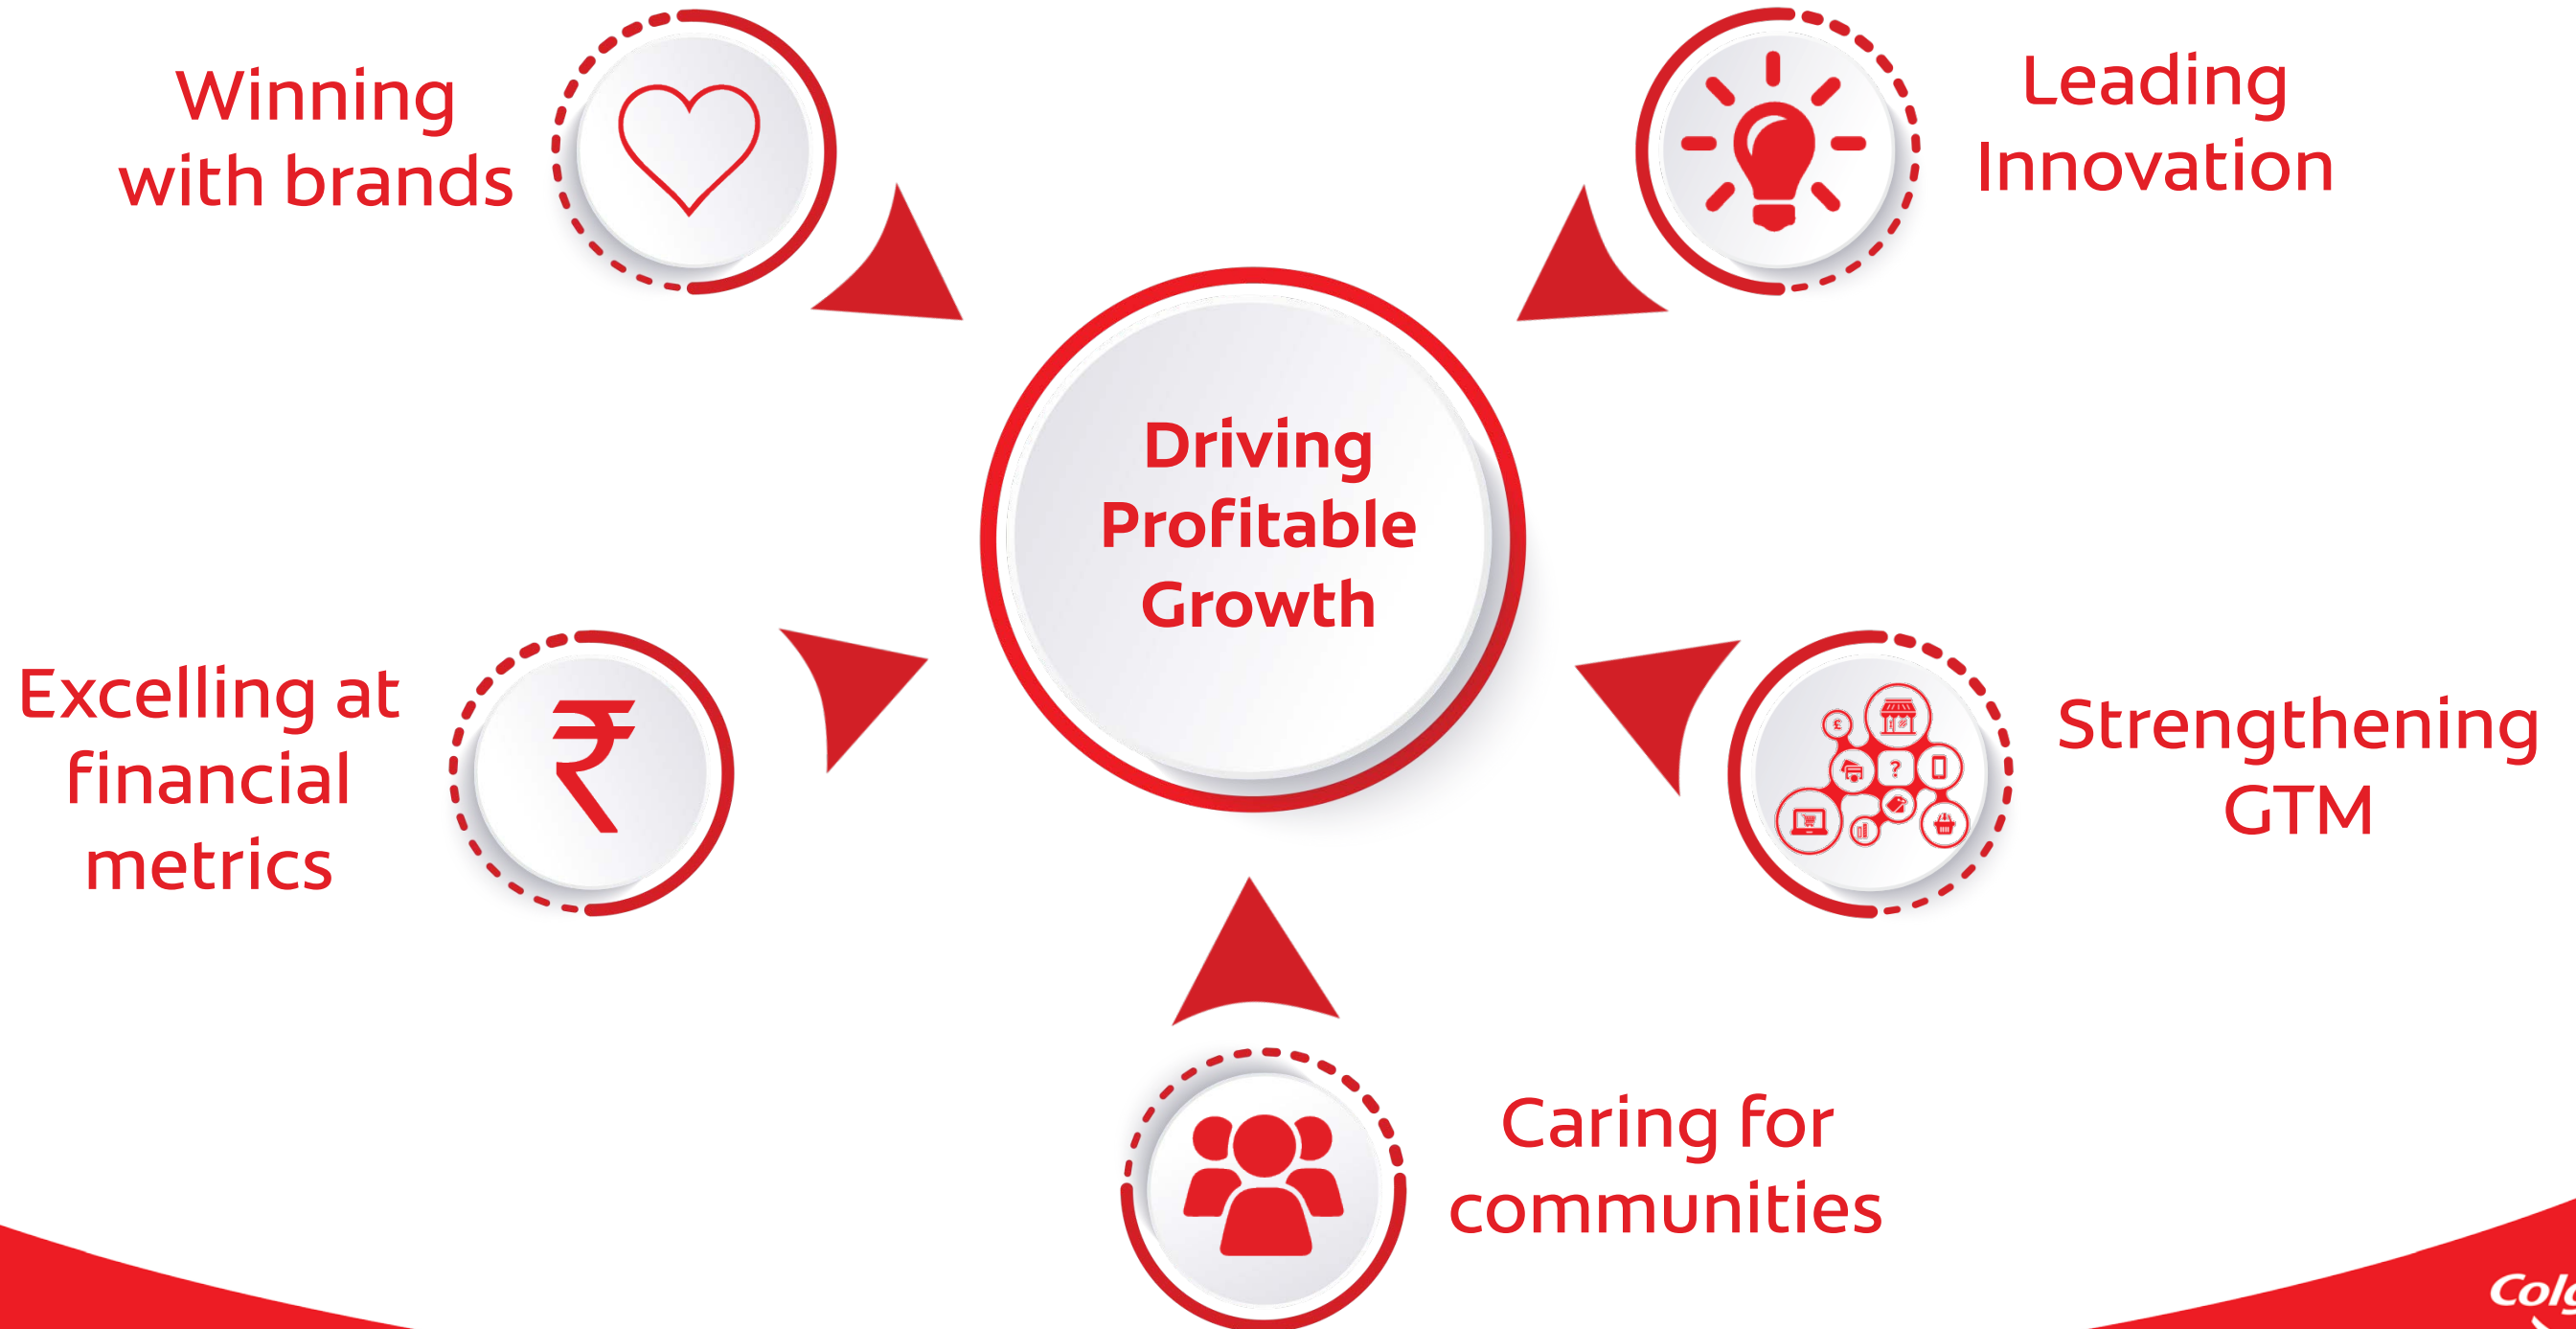 Winning
with brands
Leading
Innovation
Driving
Profitable
Growth
Excelling at
financial
metrics
₹
£
?
Strengthening
GTM
Caring for
communities